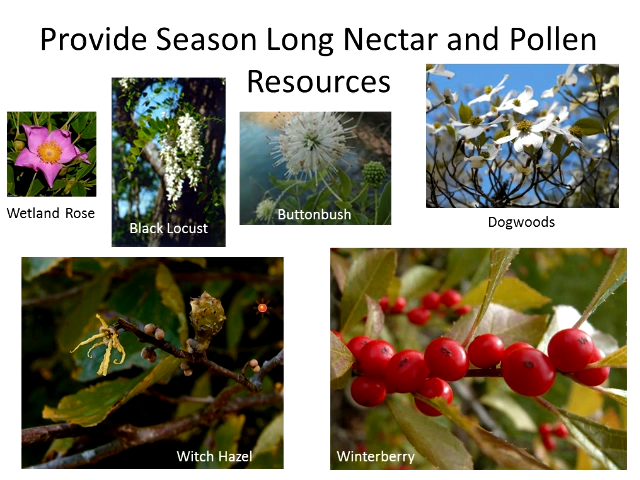 Provide Season Long Nectar and Pollen
Resources
Wetland Rose
Black Locust
Buttonbush
Dogwoods
Witch Hazel
Winterberry